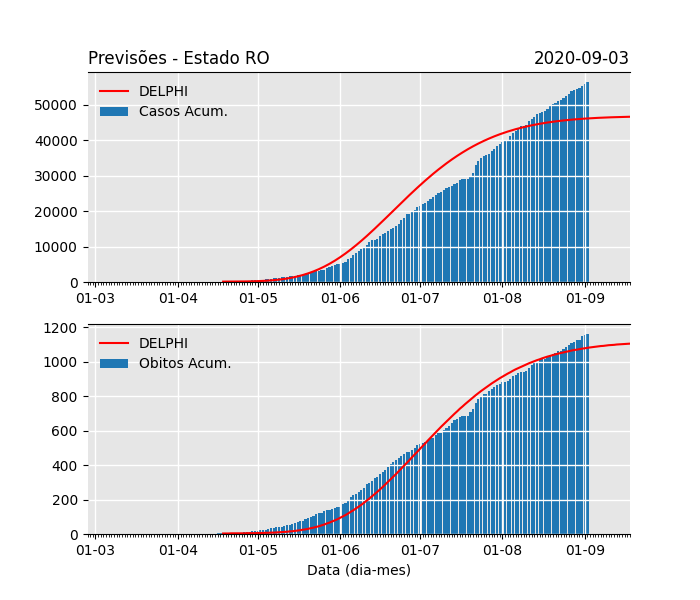 Previsões - Estado RO 2020-09-03
DELPHI
Casos Acum.
50000
40000
30000
20000
10000
0
01-03 01-04 01-05 01-06 01-07 01-08 01-09
DELPHI
Obitos Acum.
1200
1000
800
600
400
200
0
01-03 01-04 01-05 01-06 01-07 01-08 01-09
Data (dia-mes)